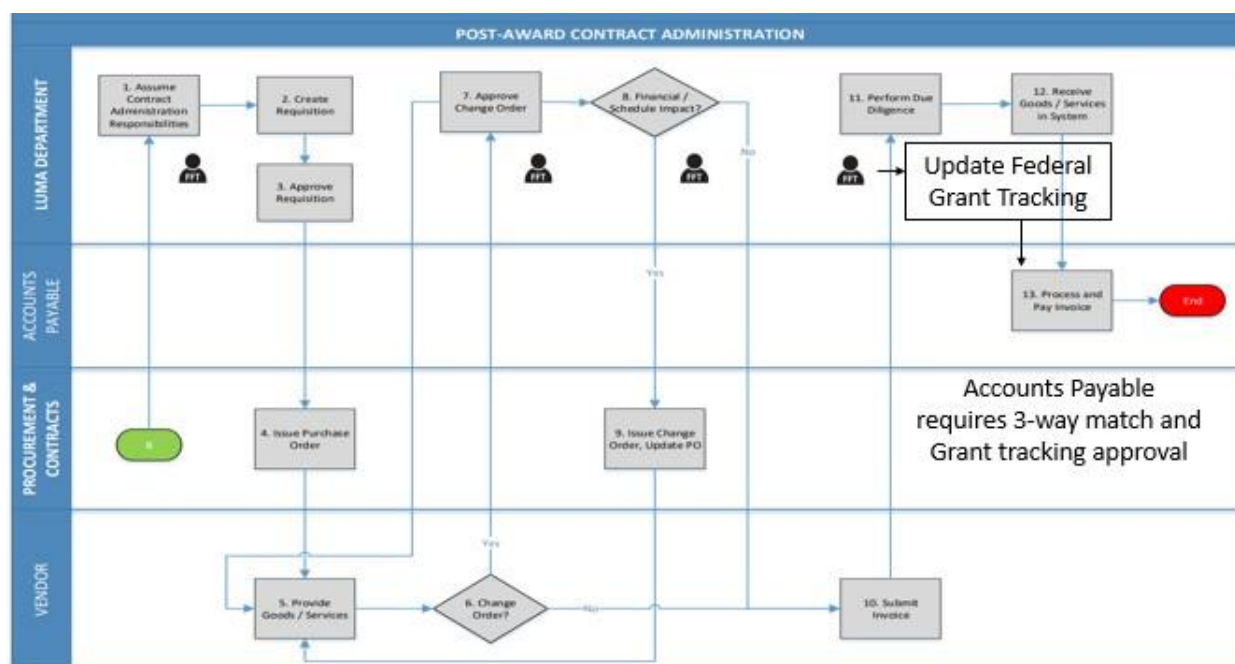 POST-AWARD CONTRACT ADMINISTRATION
LUMA DEPARTMENT
1. Assume
Contract
Administration
Responsibilities
2. Create
Requisition
3. Approve
Requisition
7. Approve
Change Order
8. Financial /
Schedule Impact?
No
Yes
11. Perform Due
Diligence
12. Receive
Goods / Services
in System
FFT
FFT
FFT
FFT
Update Federal
Grant Tracking
ACCOUNTS
PAYABLE
13. Process and
Pay Invoice
End
PROCUREMENT &
CONTRACTS
4. Issue Purchase
Order
9. Issue Change
Order, Update PO
Accounts Payable
requires 3-way match and
Grant tracking approval
VENDOR
5. Provide
Goods / Services
Yes
6. Change
Order?
No
10. Submit
Invoice